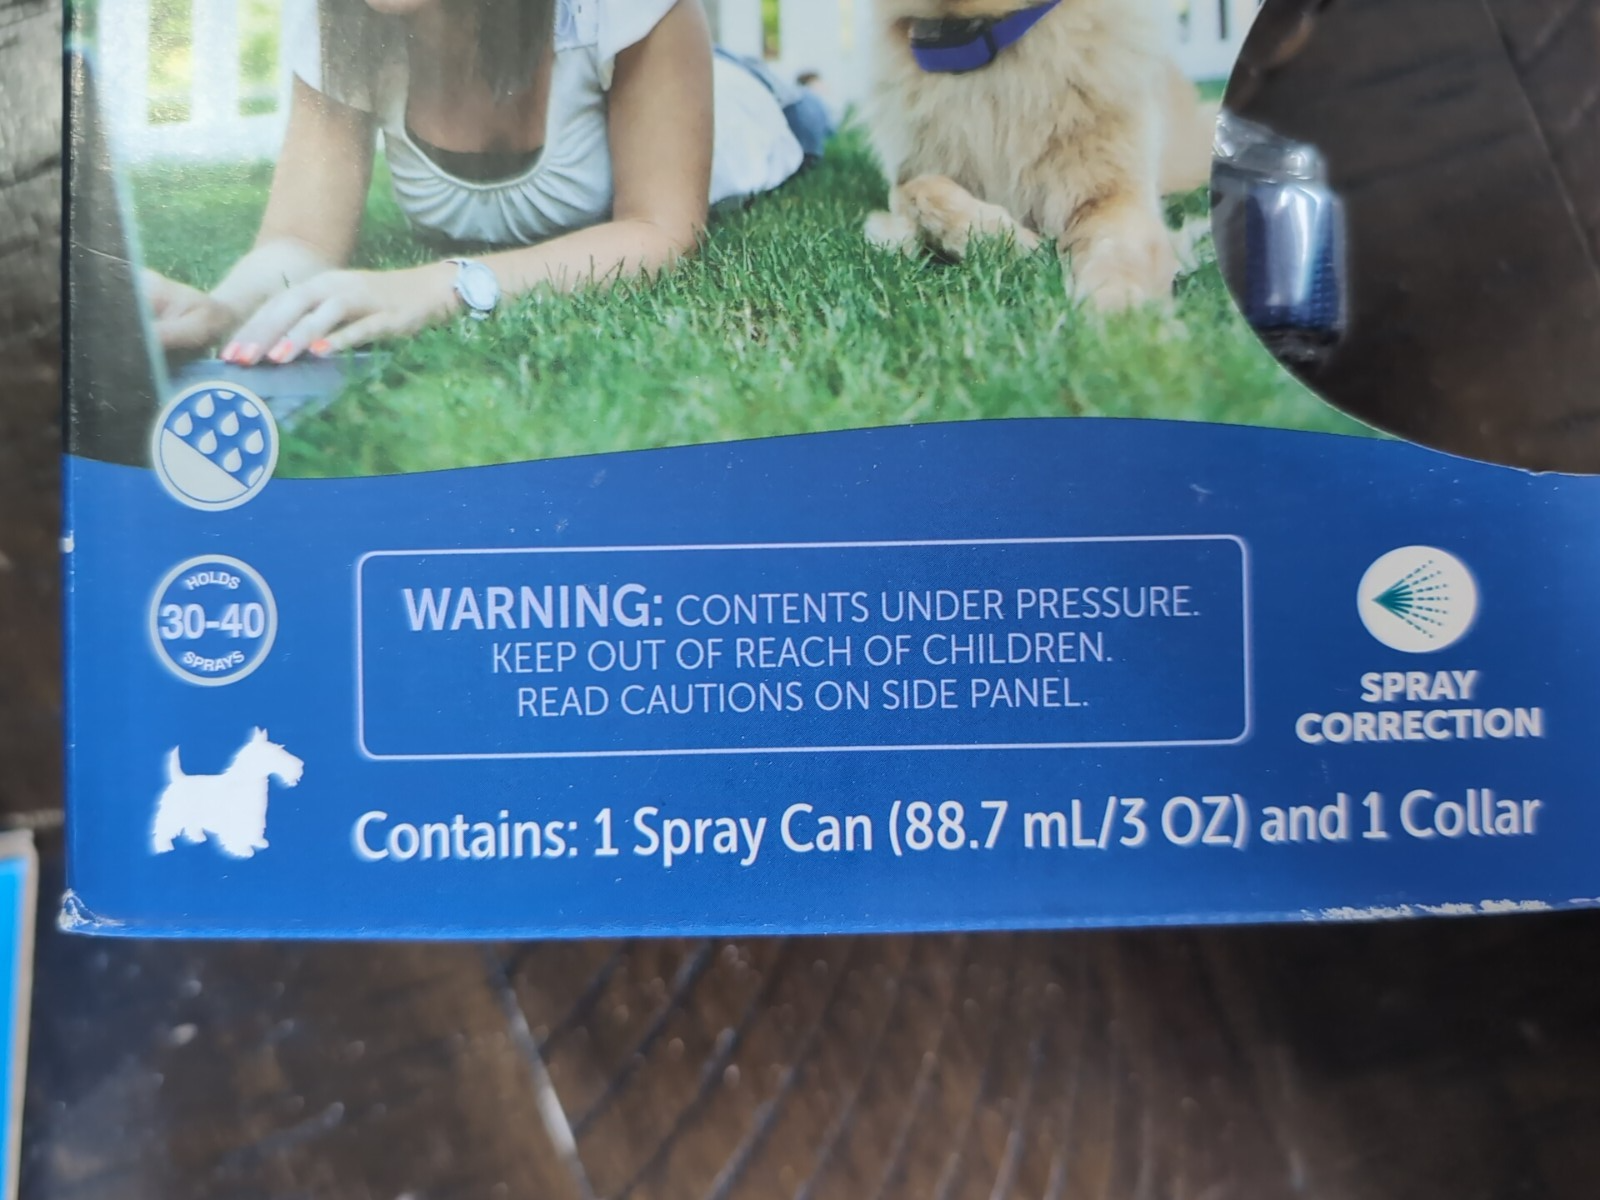 HOLDS
30-40
SPRAYS
WARNING: CONTENTS UNDER PRESSURE.
KEEP OUT OF REACH OF CHILDREN.
READ CAUTIONS ON SIDE PANEL.
SPRAY
CORRECTION
Contains: 1 Spray Can (88.7 mL/3 OZ) and 1 Collar